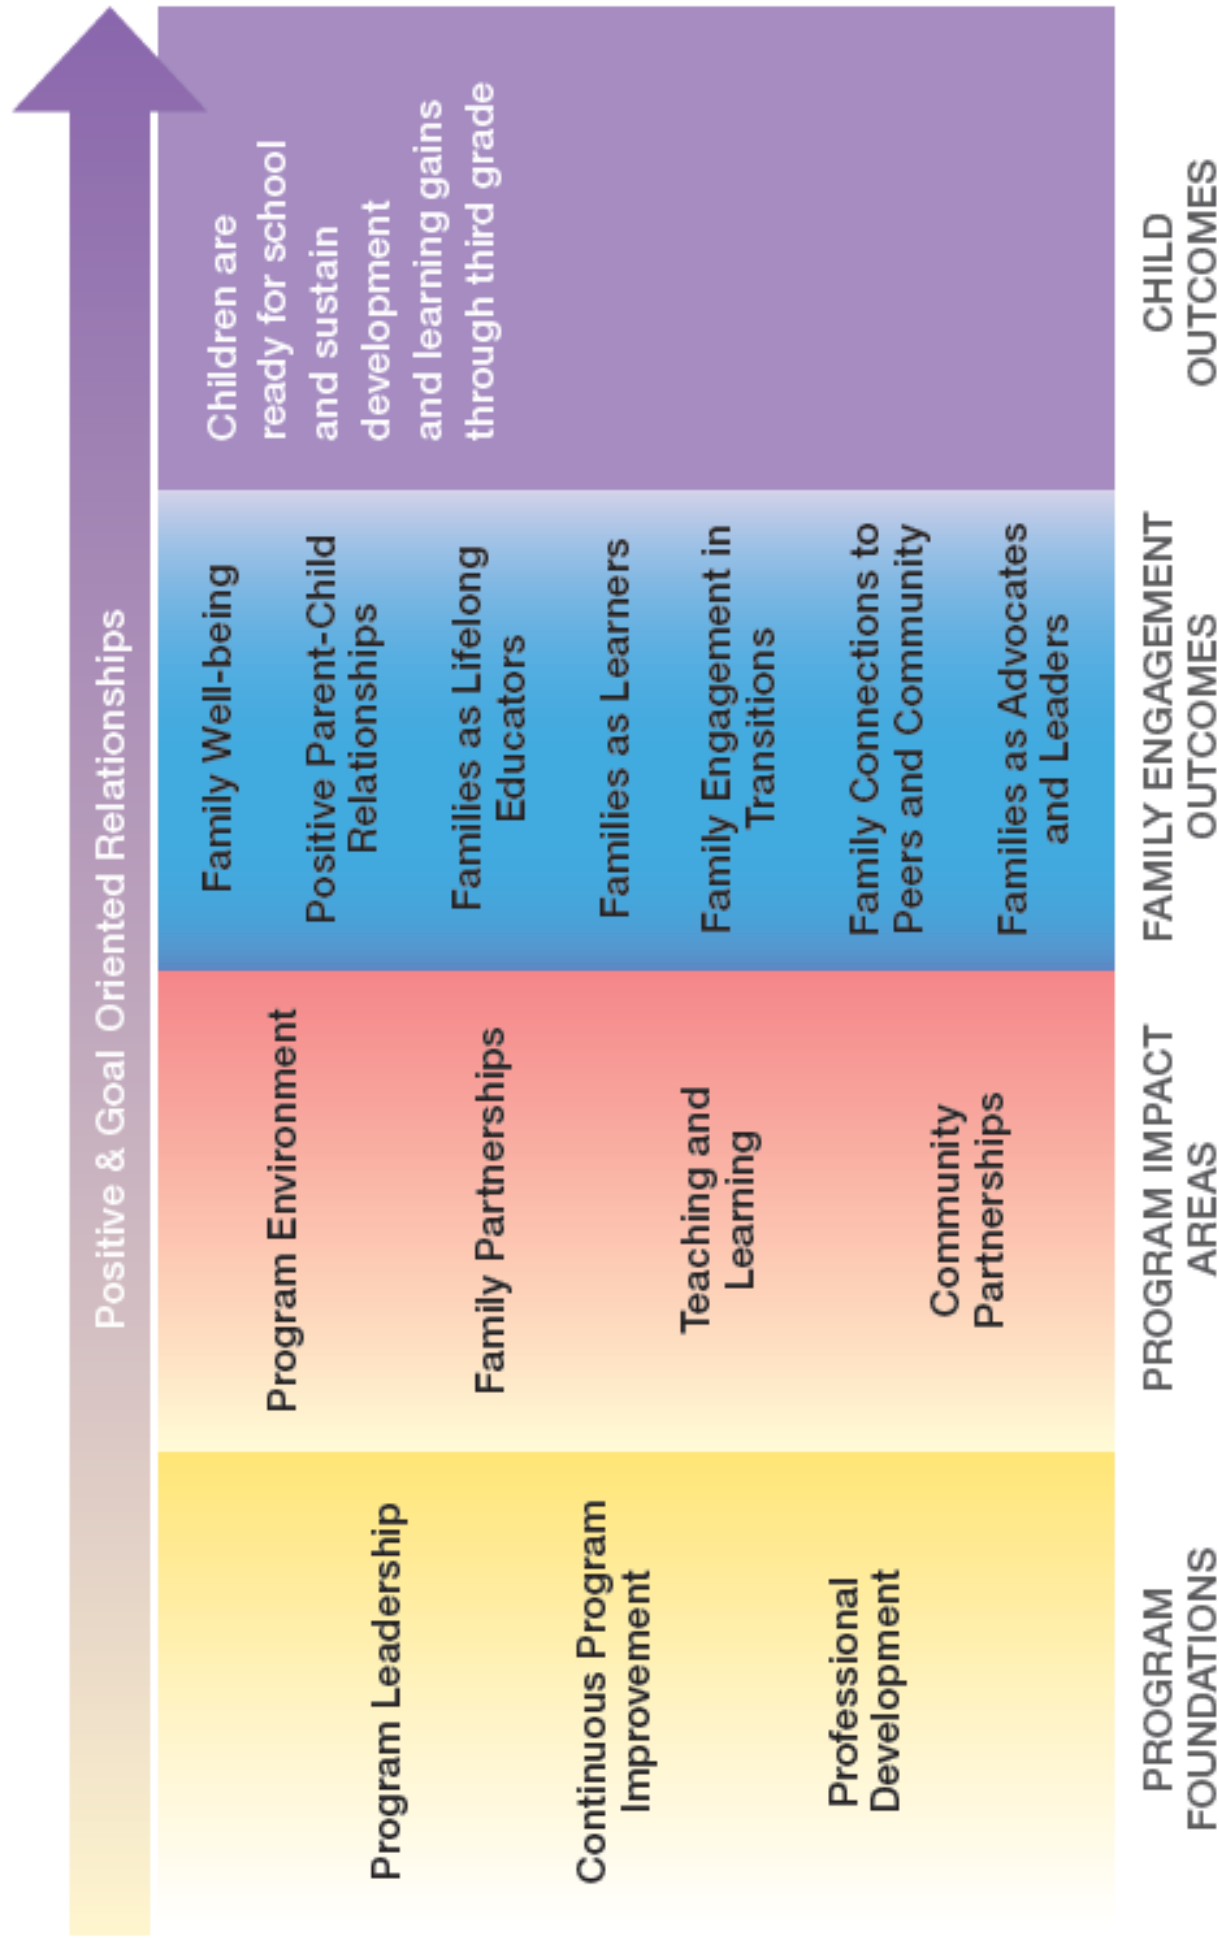 Positive & Goal Oriented Relationships
Program Leadership
Continuous Program
Improvement
Professional
Development
PROGRAM
FOUNDATIONS
Program Environment
Family Partnerships
Teaching and
Learning
Community
Partnerships
PROGRAM IMPACT
AREAS
Family Well-being
Positive Parent-Child
Relationships
Families as Lifelong
Educators
Families as Learners
Family Engagement in
Transitions
Family Connections to
Peers and Community
Families as Advocates
and Leaders
FAMILY ENGAGEMENT
OUTCOMES
Children are
ready for school
and sustain
development
and learning gains
through third grade
CHILD
OUTCOMES